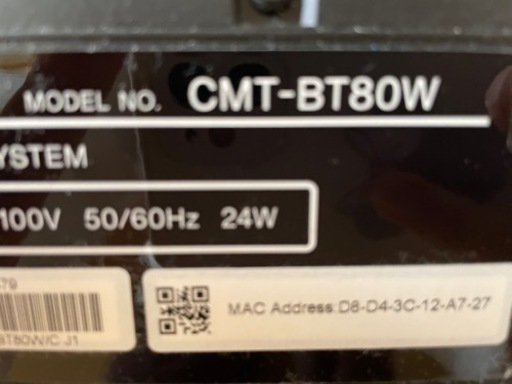 MODEL NO. CMT-BT80W
YSTEM
100V 50/60Hz 24W
79
MAC Address:D8-D4-3C-12-A7-27
BT80W/C J1